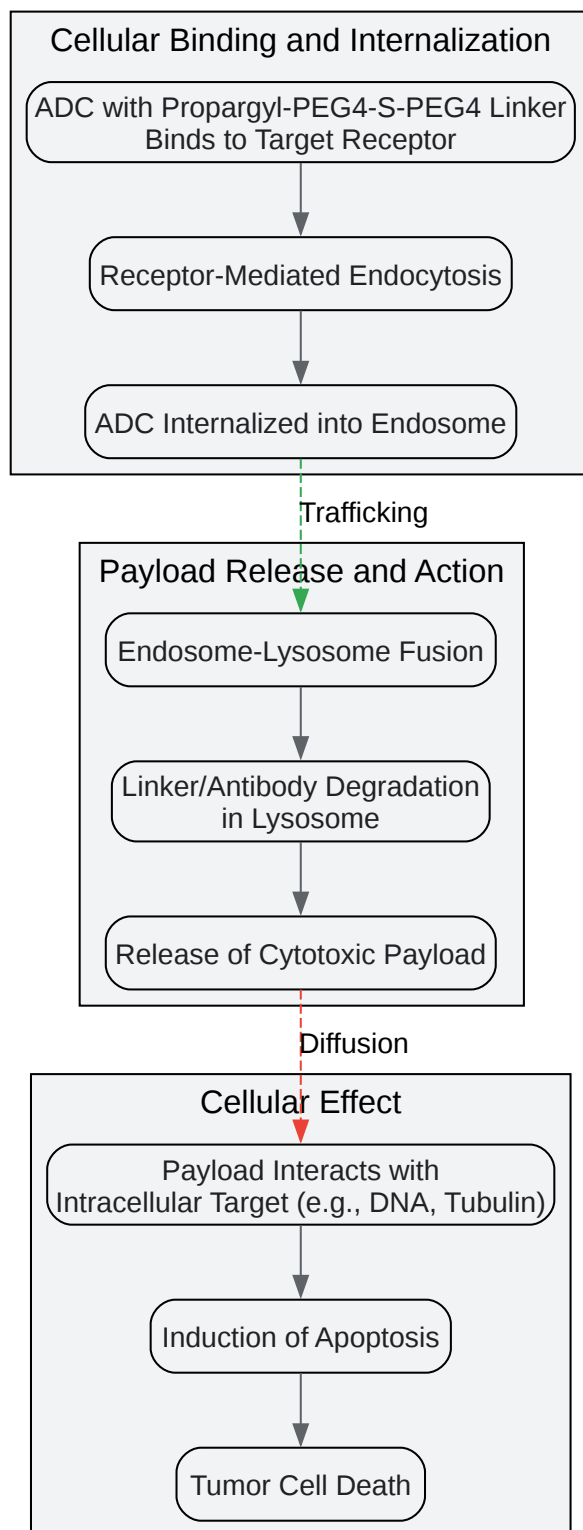 Cellular Binding and Internalization
ADC with Propargyl-PEG4-S-PEG4 Linker
Binds to Target Receptor
Receptor-Mediated Endocytosis
ADC Internalized into Endosome
Trafficking
Payload Release and Action
Endosome-Lysosome Fusion
Linker/Antibody Degradation
in Lysosome
Release of Cytotoxic Payload
Diffusion
Cellular Effect
Payload Interacts with
Intracellular Target (e.g., DNA, Tubulin)
Induction of Apoptosis
Tumor Cell Death